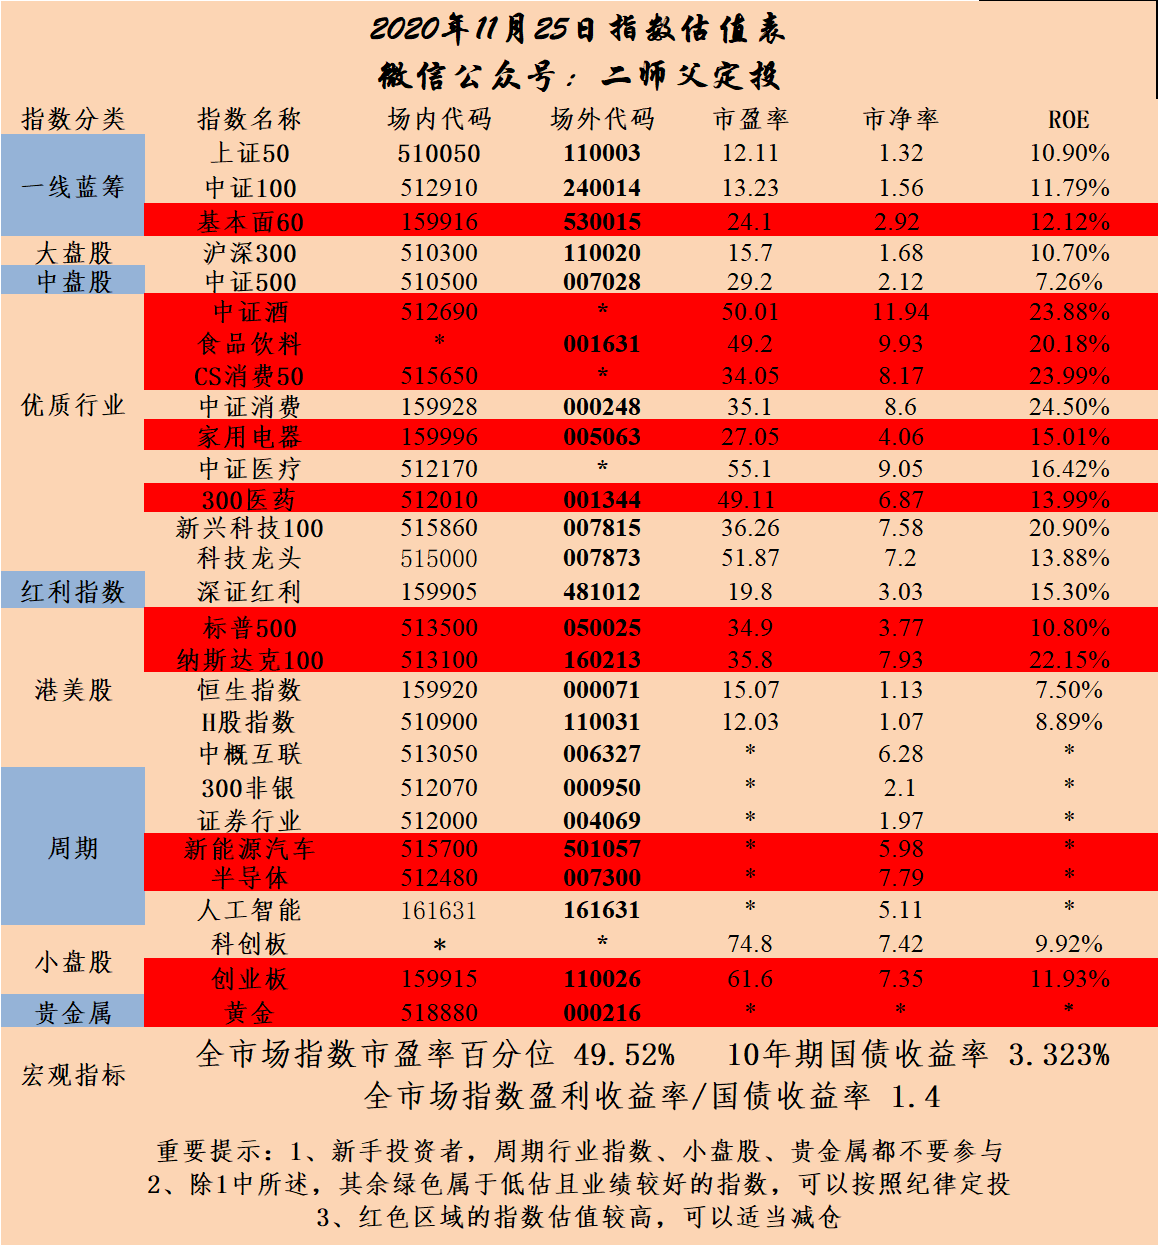 2020年11月25日指数估值表
微信公众号：二师父定投
指数分类 指数名称 场内代码 场外代码 市盈率 市净率 ROE
一线蓝筹 上证50 510050 110003 12.11 1.32 10.90%
中证100 512910 240014 13.23 1.56 11.79%
基本面60 159916 530015 24.1 2.92 12.12%
大盘股 沪深300 510300 110020 15.7 1.68 10.70%
中盘股 中证500 510500 007028 29.2 2.12 7.26%
优质行业 中证酒 512690 * 50.01 11.94 23.88%
食品饮料 * 001631 49.2 9.93 20.18%
CS消费50 515650 * 34.05 8.17 23.99%
中证消费 159928 000248 35.1 8.6 24.50%
家用电器 159996 005063 27.05 4.06 15.01%
中证医疗 512170 * 55.1 9.05 16.42%
300医药 512010 001344 49.11 6.87 13.99%
新兴科技100 515860 007815 36.26 7.58 20.90%
科技龙头 515000 007873 51.87 7.2 13.88%
红利指数 深证红利 159905 481012 19.8 3.03 15.30%
港美股 标普500 513500 050025 34.9 3.77 10.80%
纳斯达克100 513100 160213 35.8 7.93 22.15%
恒生指数 159920 000071 15.07 1.13 7.50%
H股指数 510900 110031 12.03 1.07 8.89%
中概互联 513050 006327 * 6.28 *
周期 300非银 512070 000950 * 2.1 *
证券行业 512000 004069 * 1.97 *
新能源汽车 515700 501057 * 5.98 *
半导体 512480 007300 * 7.79 *
人工智能 161631 161631 * 5.11 *
小盘股 科创板 * * 74.8 7.42 9.92%
创业板 159915 110026 61.6 7.35 11.93%
贵金属 黄金 518880 000216 * * *
宏观指标 全市场指数市盈率百分位 49.52% 10年期国债收益率 3.323%
全市场指数盈利收益率/国债收益率 1.4
重要提示：1、新手投资者，周期行业指数、小盘股、贵金属都不要参与
2、除1中所述，其余绿色属于低估且业绩较好的指数，可以按照纪律定投
3、红色区域的指数估值较高，可以适当减仓